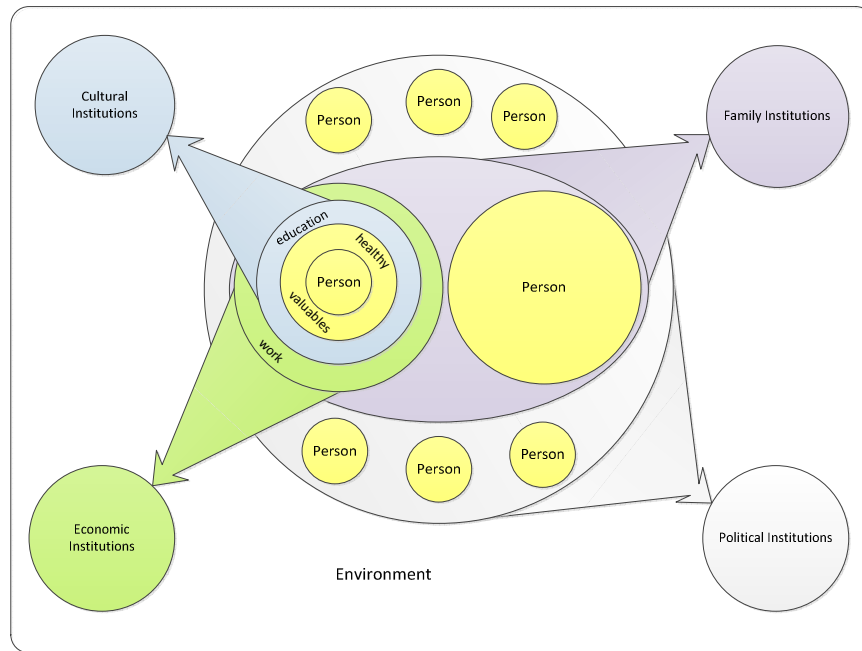 Cultural
Institutions
Family Institutions
Person
Person
Person
education
healthy
Person
valuables
work
Person
Person
Person
Person
Economic
Institutions
Political Institutions
Environment